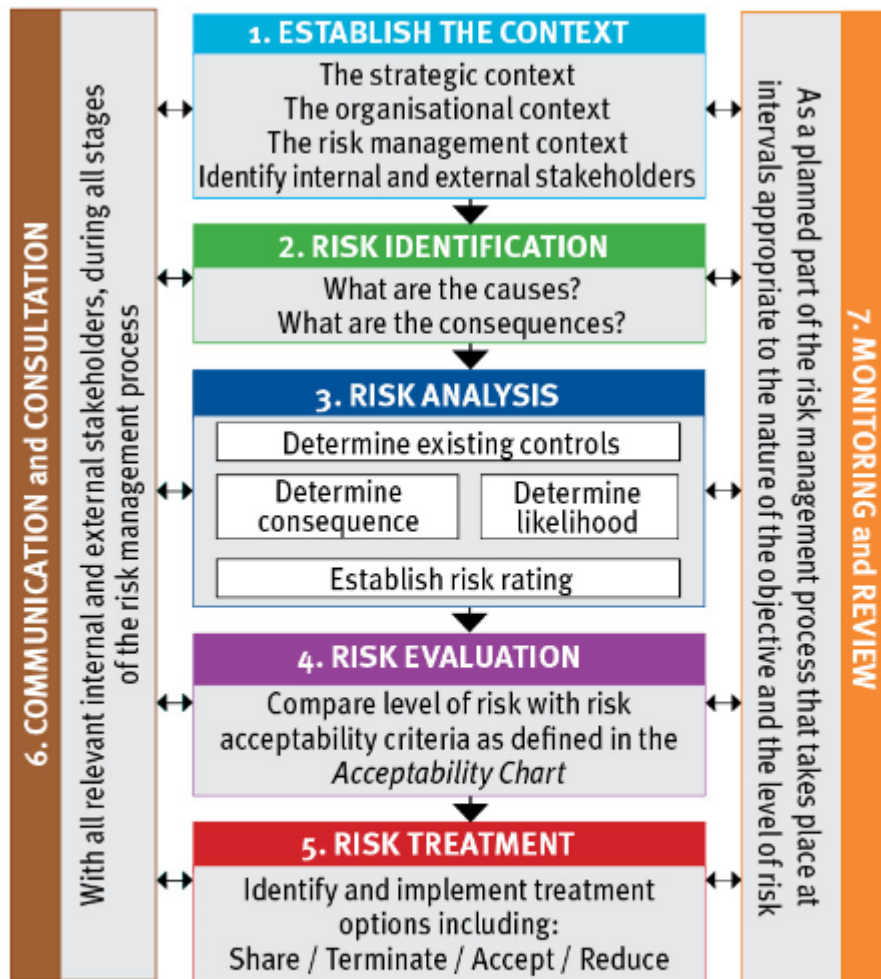 1. ESTABLISH THE CONTEXT
The strategic context
The organisational context
The risk management context
Identify internal and external stakeholders
2. RISK IDENTIFICATION
What are the causes?
What are the consequences?
3. RISK ANALYSIS
Determine existing controls
Determine
consequence
Determine
likelihood
Establish risk rating
4. RISK EVALUATION
Compare level of risk with risk
acceptability criteria as defined in the
Acceptability Chart
5. RISK TREATMENT
Identify and implement treatment
options including:
Share / Terminate / Accept / Reduce
6. COMMUNICATION and CONSULTATION
With all relevant internal and external stakeholders, during all stages
of the risk management process
7. MONITORING and REVIEW
As a planned part of the risk management process that takes place at
intervals appropriate to the nature of the objective and the level of risk